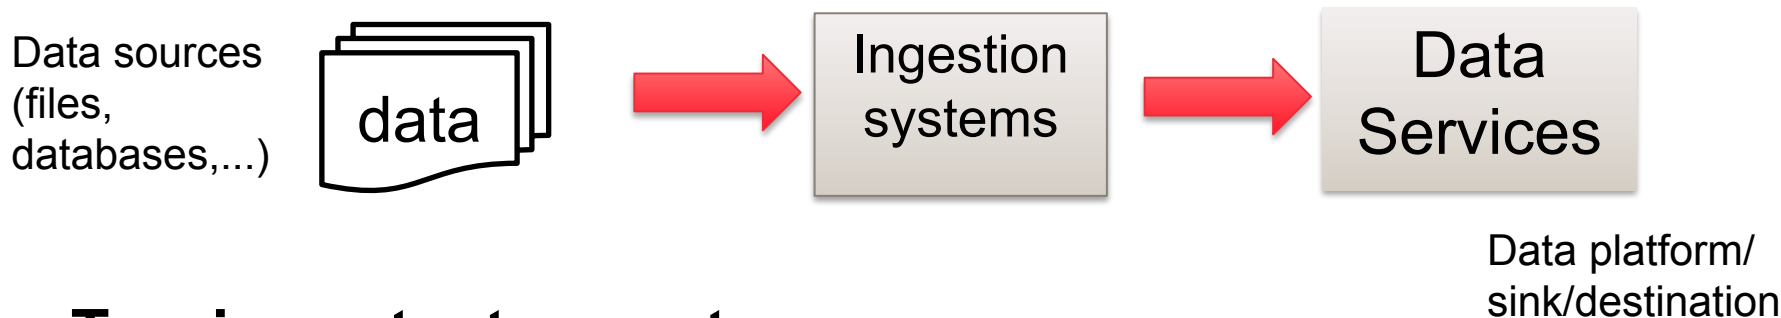 Data sources
(files,
databases,...)
data
Ingestion
systems
Data
Services
Data platform/
sink/destination